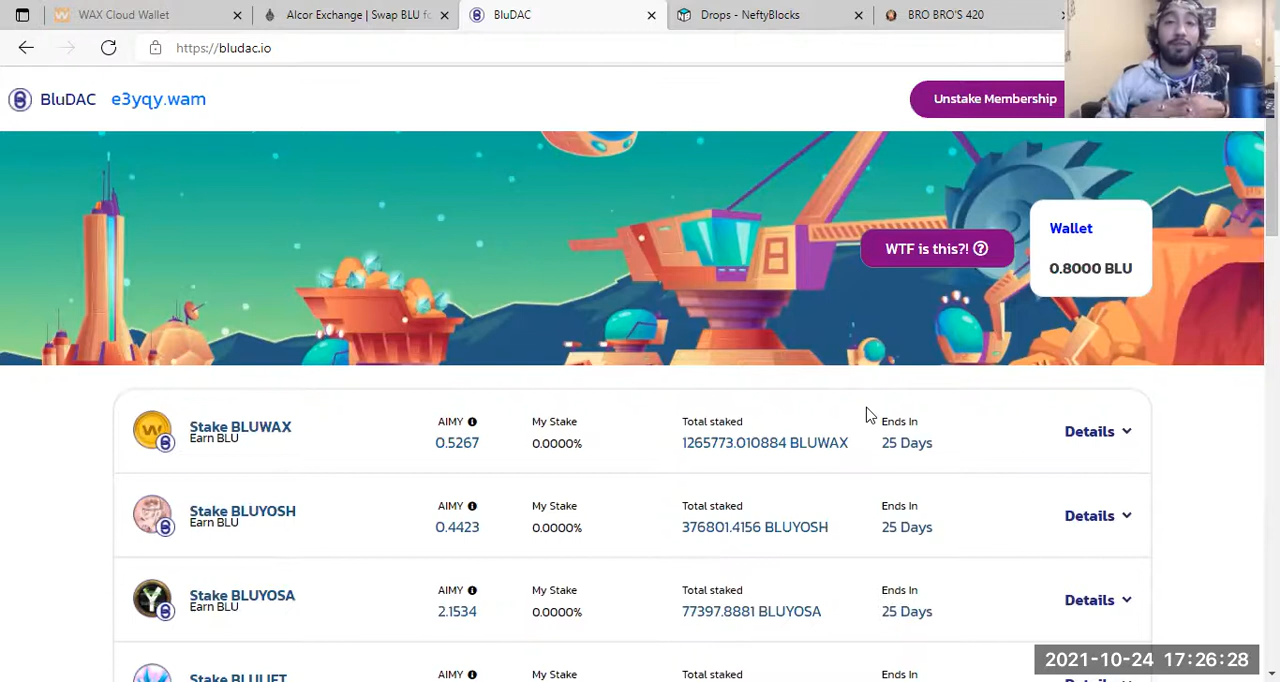 WAX Cloud Wallet
Alcor Exchange | Swap BLU fo
BluDAC
Drops - NeftyBlocks
BRO BRO'S 420
https://bludac.io
BluDAC e3yqy.wam
Unstake Membership
WTF is this?!
Wallet
0.8000 BLU
Stake BLUWAX
Earn BLU
AIMY
0.5267
My Stake
0.0000%
Total staked
1265773.010884 BLUWAX
Ends In
25 Days
Details
Stake BLUYOSH
Earn BLU
AIMY
0.4423
My Stake
0.0000%
Total staked
376801.4156 BLUYOSH
Ends In
25 Days
Details
Stake BLUYOSA
Earn BLU
AIMY
2.1534
My Stake
0.0000%
Total staked
77397.8881 BLUYOSA
Ends In
25 Days
Details
Stake
AIMY
My Stake
Total staked
Ends In
2021-10-24 17:26:28